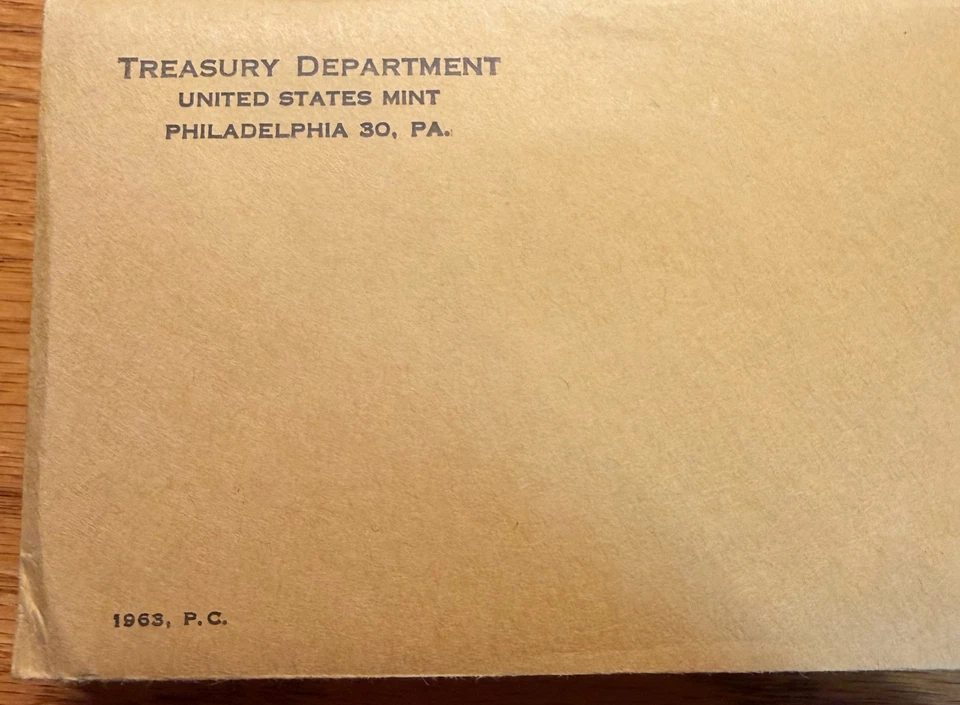 TREASURY DEPARTMENT
UNITED STATES MINT
PHILADELPHIA 30, PA.
1963, P.C.